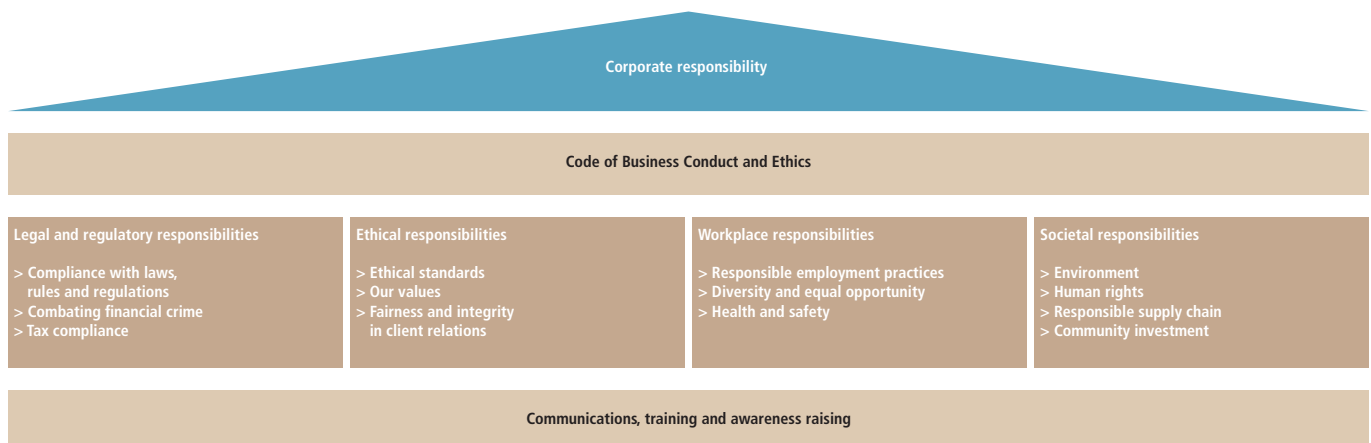 Corporate responsibility
Code of Business Conduct and Ethics
Legal and regulatory responsibilities
> Compliance with laws,
rules and regulations
> Combating financial crime
> Tax compliance
Ethical responsibilities
> Ethical standards
> Our values
> Fairness and integrity
in client relations
Workplace responsibilities
> Responsible employment practices
> Diversity and equal opportunity
> Health and safety
Societal responsibilities
> Environment
> Human rights
> Responsible supply chain
> Community investment
Communications, training and awareness raising